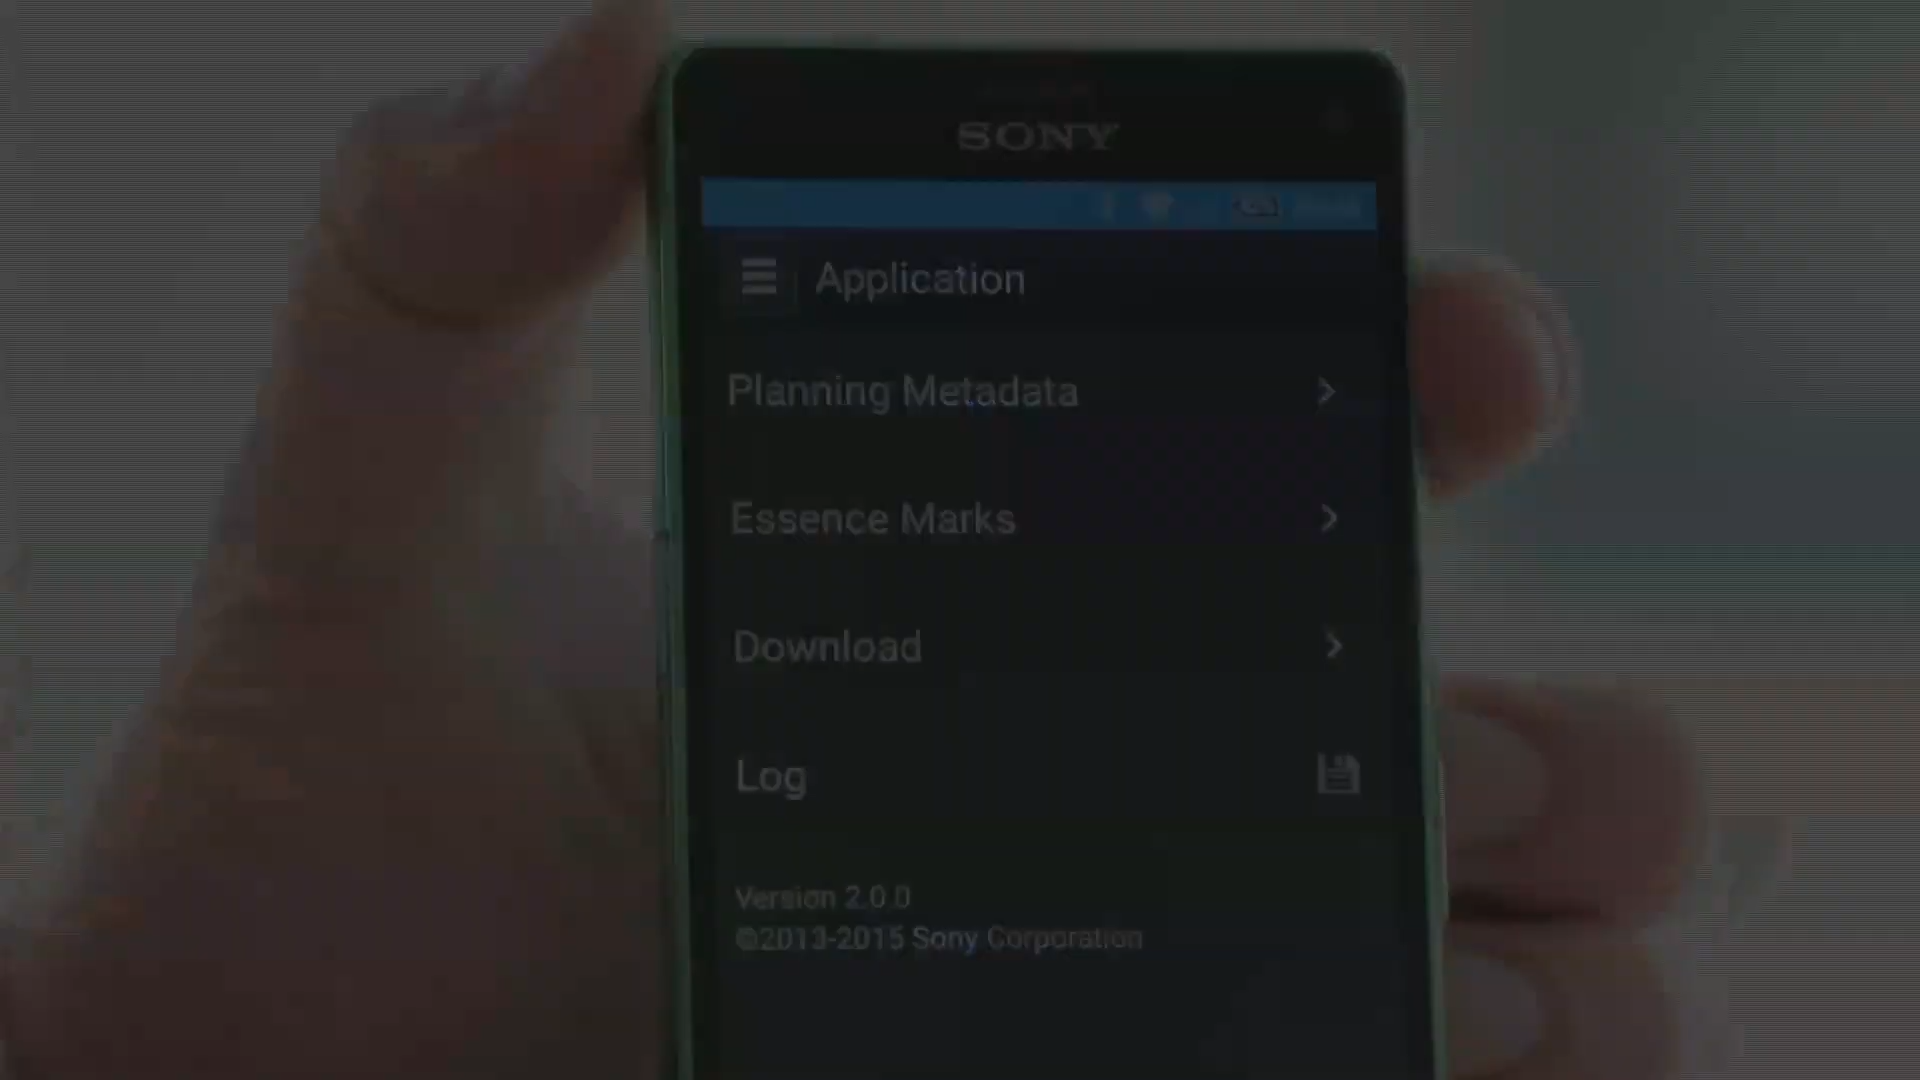 SONY
Application
Planning Metadata
Essence Marks
Download
Log
Version 2.0.0
©2013-2015 Sony Corporation